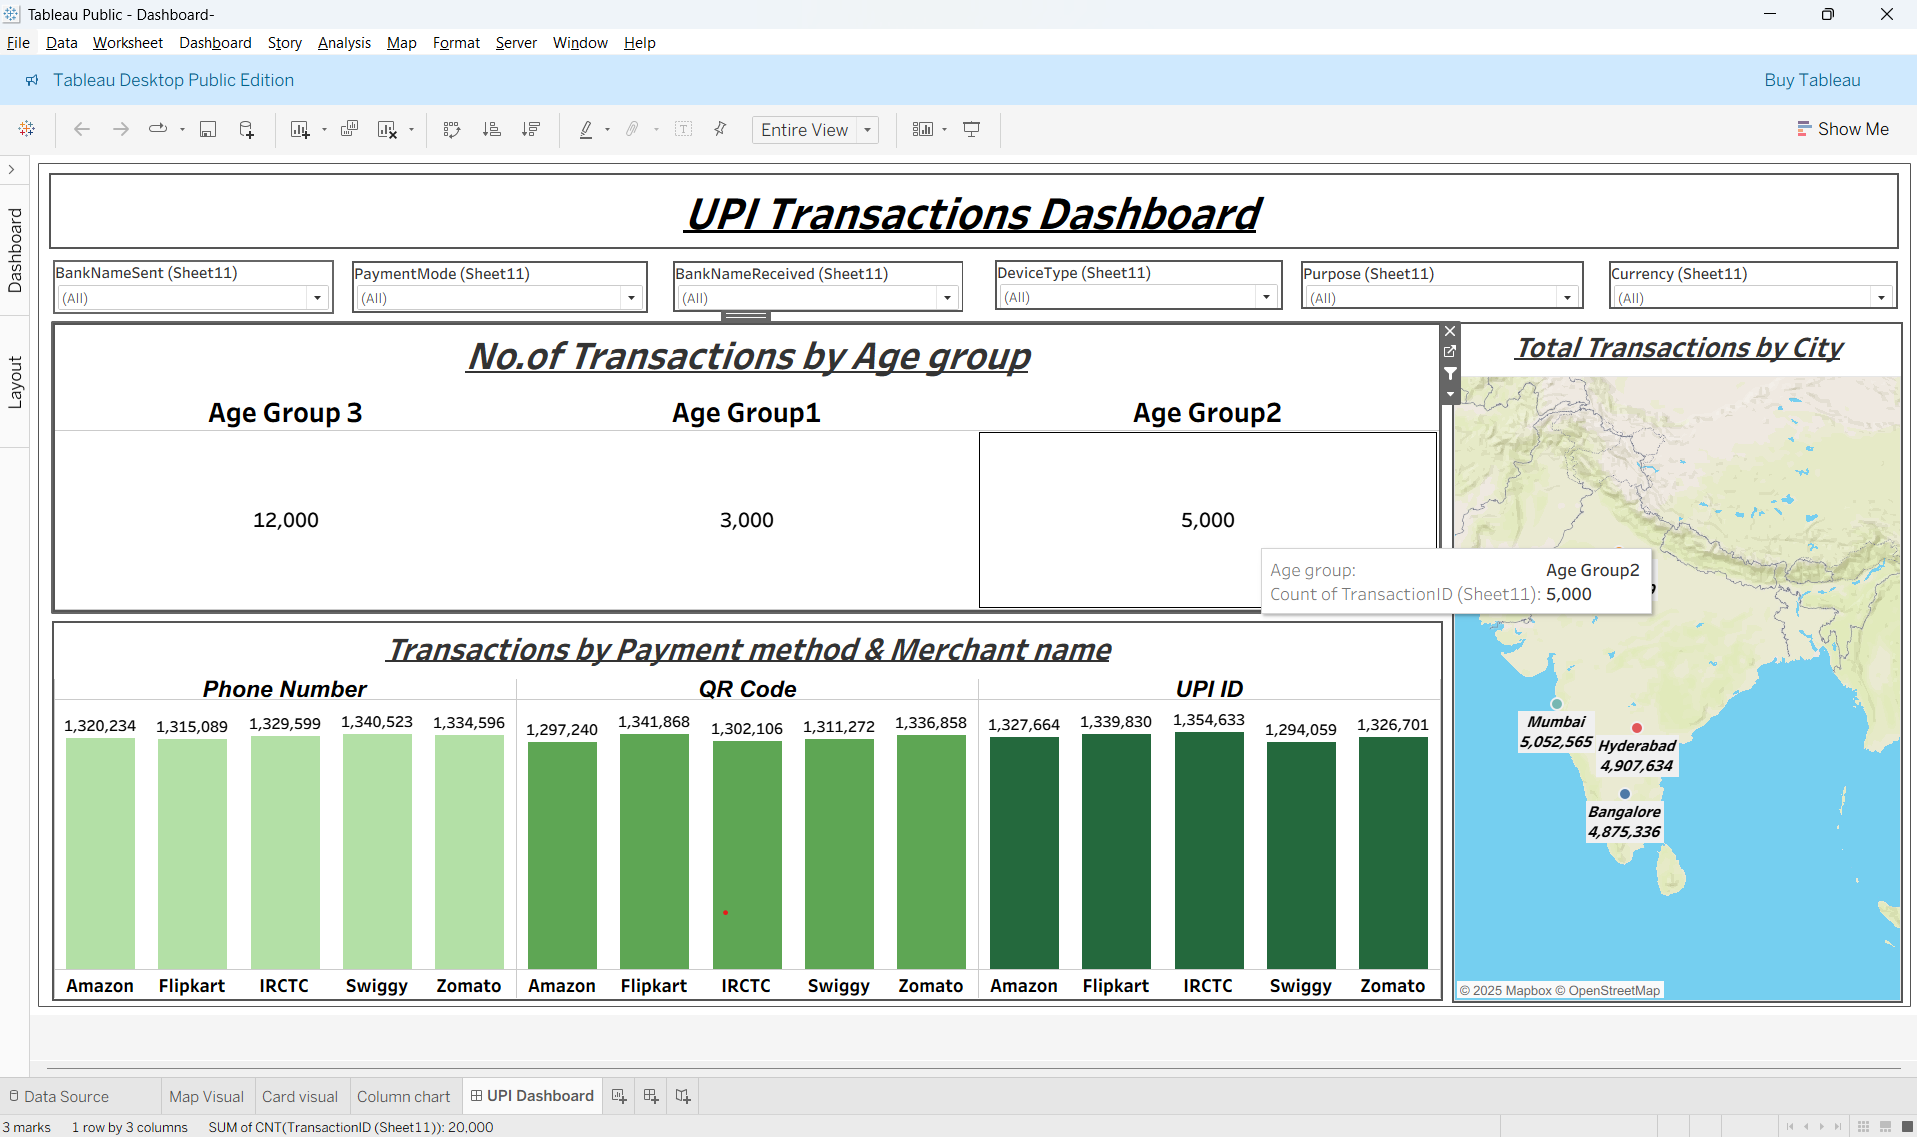 Tableau Public - Dashboard-
File Data Worksheet Dashboard Story Analysis Map Format Server Window Help
Tableau Desktop Public Edition
Buy Tableau
Entire View
Show Me
Dashboard
Layout
UPI Transactions Dashboard
BankNameSent (Sheet11)
(All)
PaymentMode (Sheet11)
(All)
BankNameReceived (Sheet11)
(All)
DeviceType (Sheet11)
(All)
Purpose (Sheet11)
(All)
Currency (Sheet11)
(All)
No.of Transactions by Age group
Age Group 3 Age Group1 Age Group2
12,000 3,000 5,000
Age group: Age Group2
Count of TransactionID (Sheet11): 5,000
Total Transactions by City
Mumbai
5,052,565
Hyderabad
4,907,634
Bangalore
4,875,336
© 2025 Mapbox © OpenStreetMap
Transactions by Payment method & Merchant name
Phone Number QR Code UPI ID
1,320,234 1,315,089 1,329,599 1,340,523 1,334,596 1,297,240 1,341,868 1,302,106 1,311,272 1,336,858 1,327,664 1,339,830 1,354,633 1,294,059 1,326,701
Amazon Flipkart IRCTC Swiggy Zomato Amazon Flipkart IRCTC Swiggy Zomato Amazon Flipkart IRCTC Swiggy Zomato
Data Source Map Visual Card visual Column chart UPI Dashboard
3 marks 1 row by 3 columns SUM of CNT(TransactionID (Sheet11)): 20,000